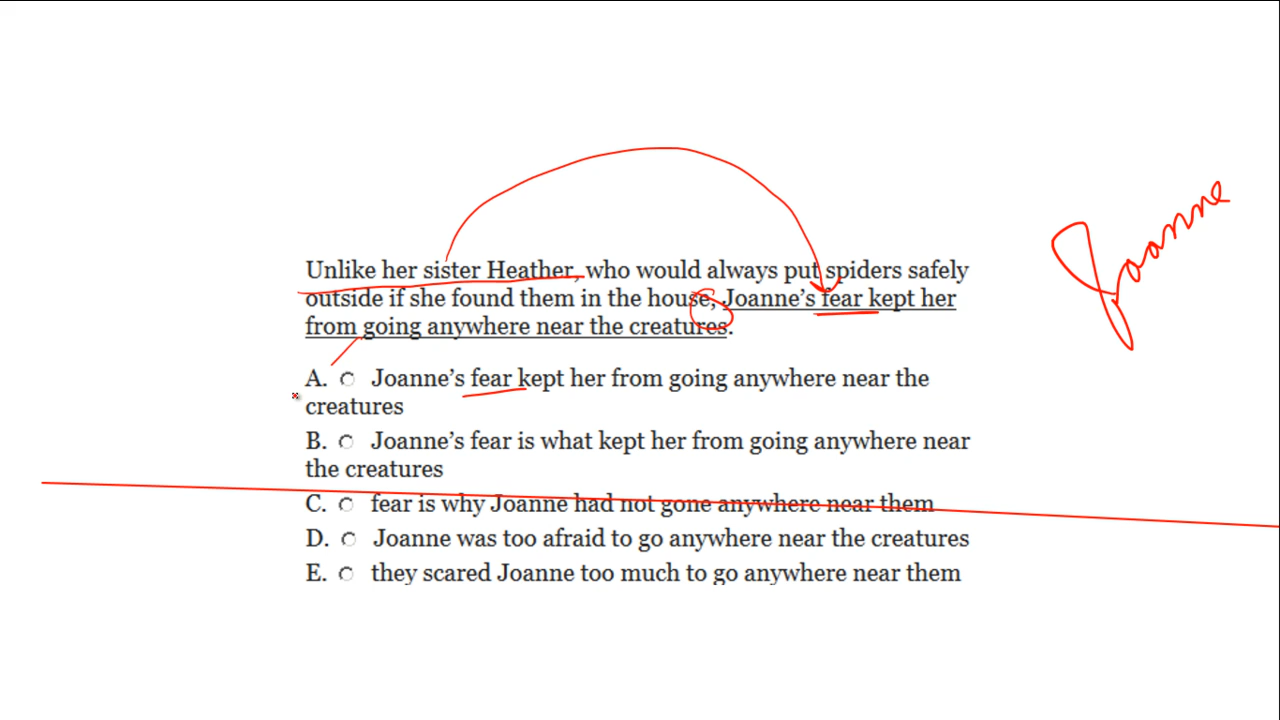 Unlike her sister Heather, who would always put spiders safely
outside if she found them in the house, Joanne's fear kept her
from going anywhere near the creatures.
A. Joanne's fear kept her from going anywhere near the
creatures
B. Joanne's fear is what kept her from going anywhere near
the creatures
C. fear is why Joanne had not gone anywhere near them
D. Joanne was too afraid to go anywhere near the creatures
E. they scared Joanne too much to go anywhere near them
Joanne